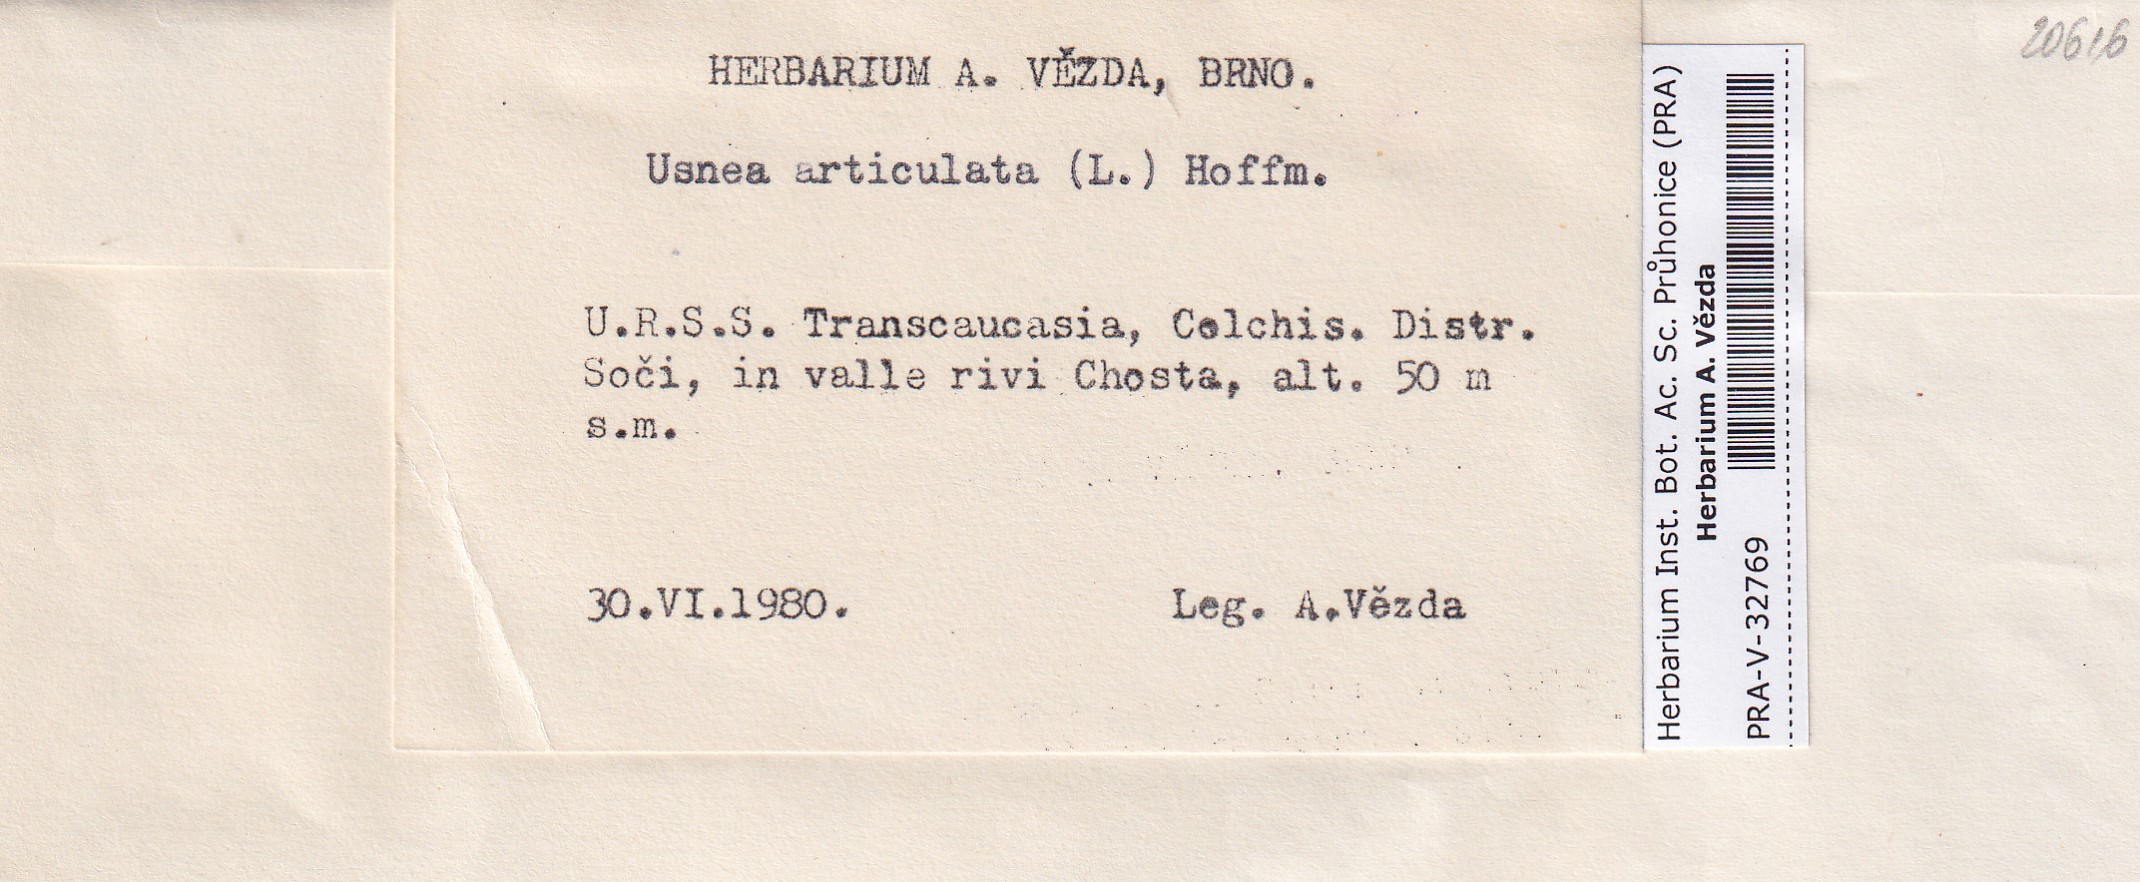 HERBARIUM A. VĚZDA, BRNO.
Usnea articulata (L.) Hoffm.
U.R.S.S. Transcaucasia, Colchis. Distr.
Soči, in valle rivi Chosta, alt. 50 m
s.m.
30.VI.1980.
Leg. A.Vězda
Herbarium Inst. Bot. Ac. Sc. Průhonice (PRA)
Herbarium A. Vězda
PRA-V-32769
20616